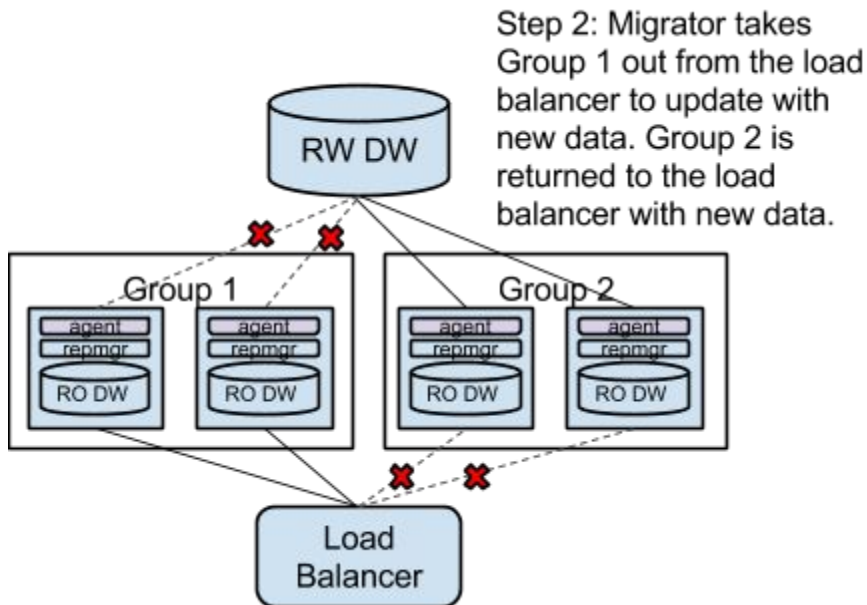 Step 2: Migrator takes
Group 1 out from the load
balancer to update with
new data. Group 2 is
returned to the load
balancer with new data.
RW DW
Group 1
Group 2
agent
agent
agent
agent
repmgr
repmgr
repmgr
repmgr
RO DW
RO DW
RO DW
RO DW
Load
Balancer